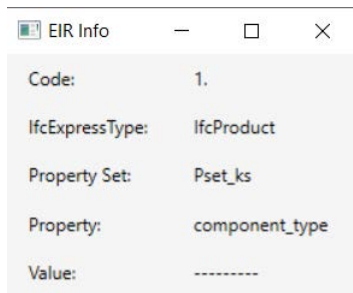 EIR Info
Code: 1.
IfcExpressType: IfcProduct
Property Set: Pset_ks
Property: component_type
Value: ---------